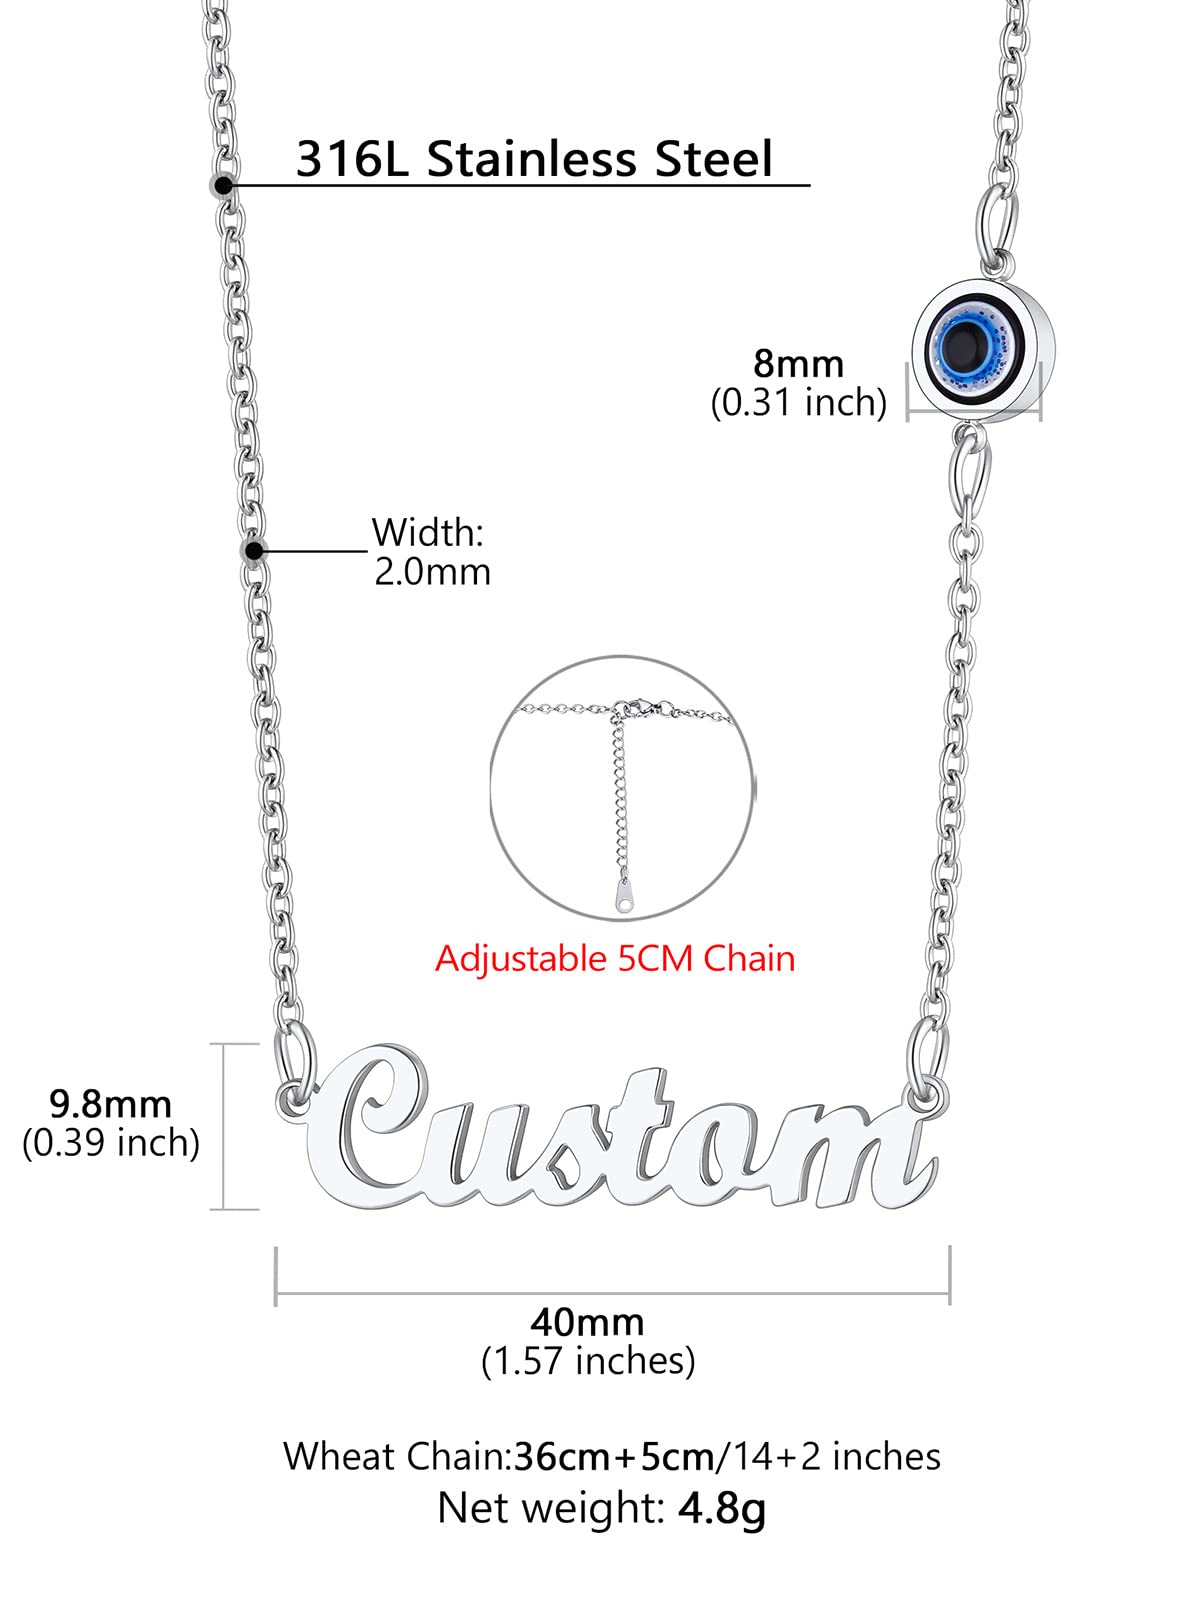 316L Stainless Steel
8mm
(0.31 inch)
Width:
2.0mm
Adjustable 5CM Chain
9.8mm
(0.39 inch)
Custom
40mm
(1.57 inches)
Wheat Chain:36cm+5cm/14+2 inches
Net weight: 4.8g